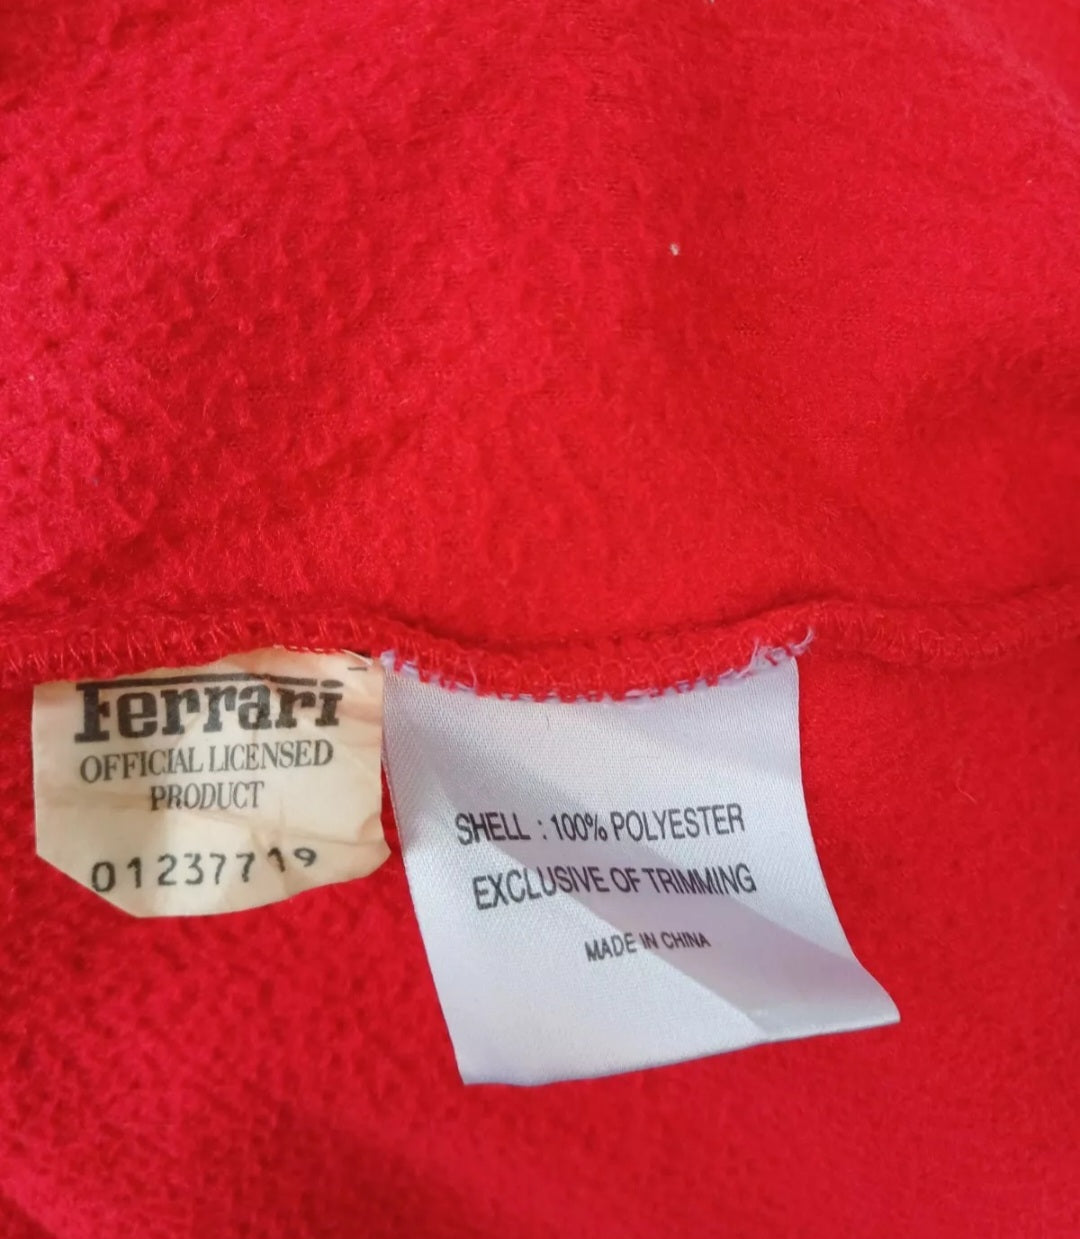 Ferrari
OFFICIAL LICENSED
PRODUCT
01237719
SHELL : 100% POLYESTER
EXCLUSIVE OF TRIMMING
MADE IN CHINA